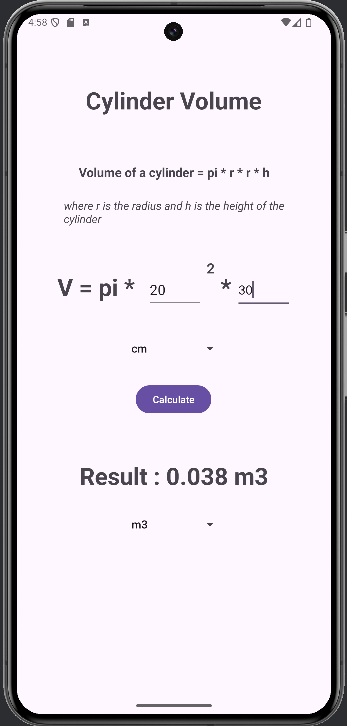 4:58
Cylinder Volume
Volume of a cylinder = pi * r * r * h
where r is the radius and h is the height of the
cylinder
V = pi * 20 2 * 30
cm
Calculate
Result : 0.038 m3
m3